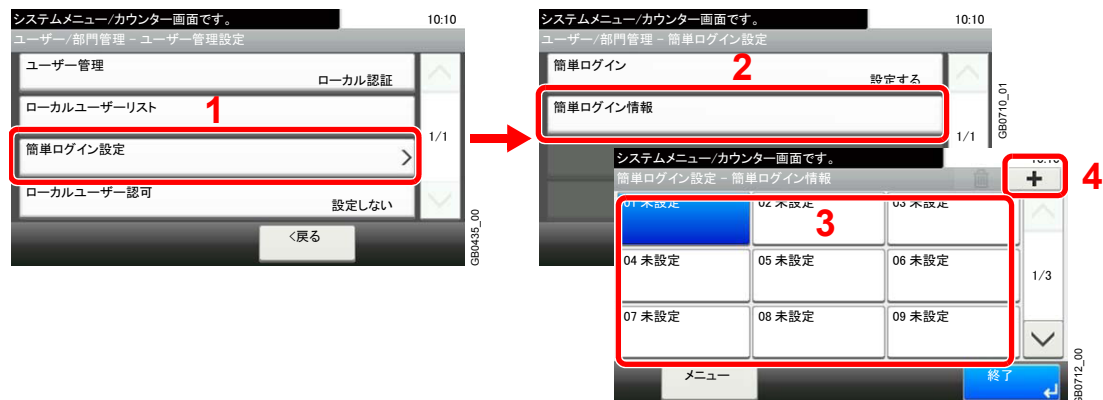 システムメニュー/カウンター画面です。
10:10
ユーザー/部門管理 - ユーザー管理設定
ユーザー管理
ローカル認証
ローカルユーザーリスト
1
1/1
簡単ログイン設定
>
ローカルユーザー認可
設定しない
<戻る
GB0435_00
システムメニュー/カウンター画面です。
10:10
ユーザー/部門管理 - 簡単ログイン設定
簡単ログイン
2
設定する
簡単ログイン情報
1/1
GB0710_01
システムメニュー/カウンター画面です。
10:10
簡単ログイン設定 - 簡単ログイン情報
+
4
01 未設定
02 未設定
03 未設定
3
04 未設定
05 未設定
06 未設定
1/3
07 未設定
08 未設定
09 未設定
メニュー
終了
GB0712_00